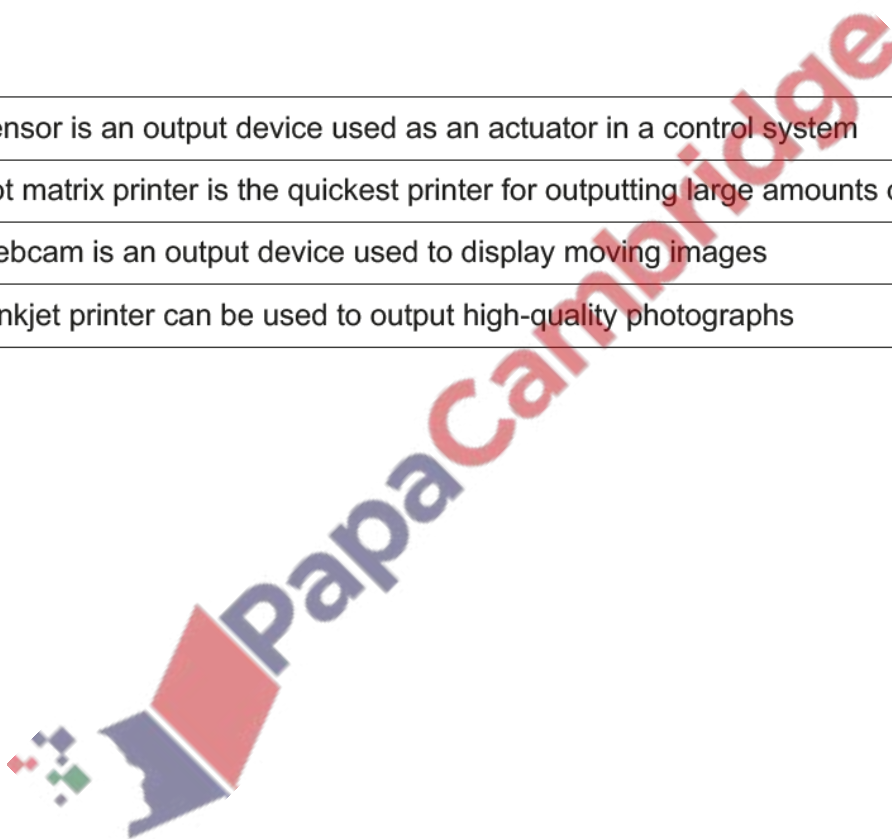 ensor is an output device used as an actuator in a control system
ot matrix printer is the quickest printer for outputting large amounts
ebcam is an output device used to display moving images
nkjet printer can be used to output high-quality photographs
PapaCambridge